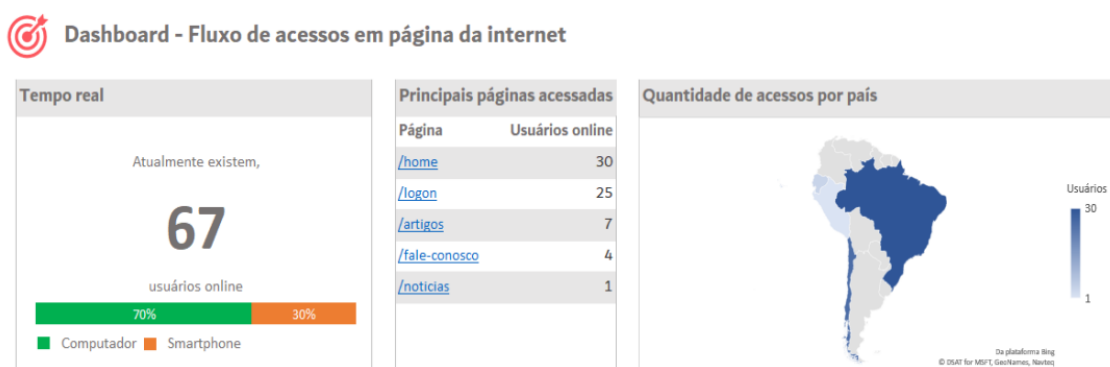 Dashboard - Fluxo de acessos em página da internet
Tempo real
Atualmente existem,
67
usuários online
70% 30%
Computador Smartphone
Principais páginas acessadas
Página Usuários online
/home 30
/logon 25
/artigos 7
/fale-conosco 4
/noticias 1
Quantidade de acessos por país
Usuários
30
1
Da plataforma Bing
© DSAT for MSFT, GeoNames, Navteq